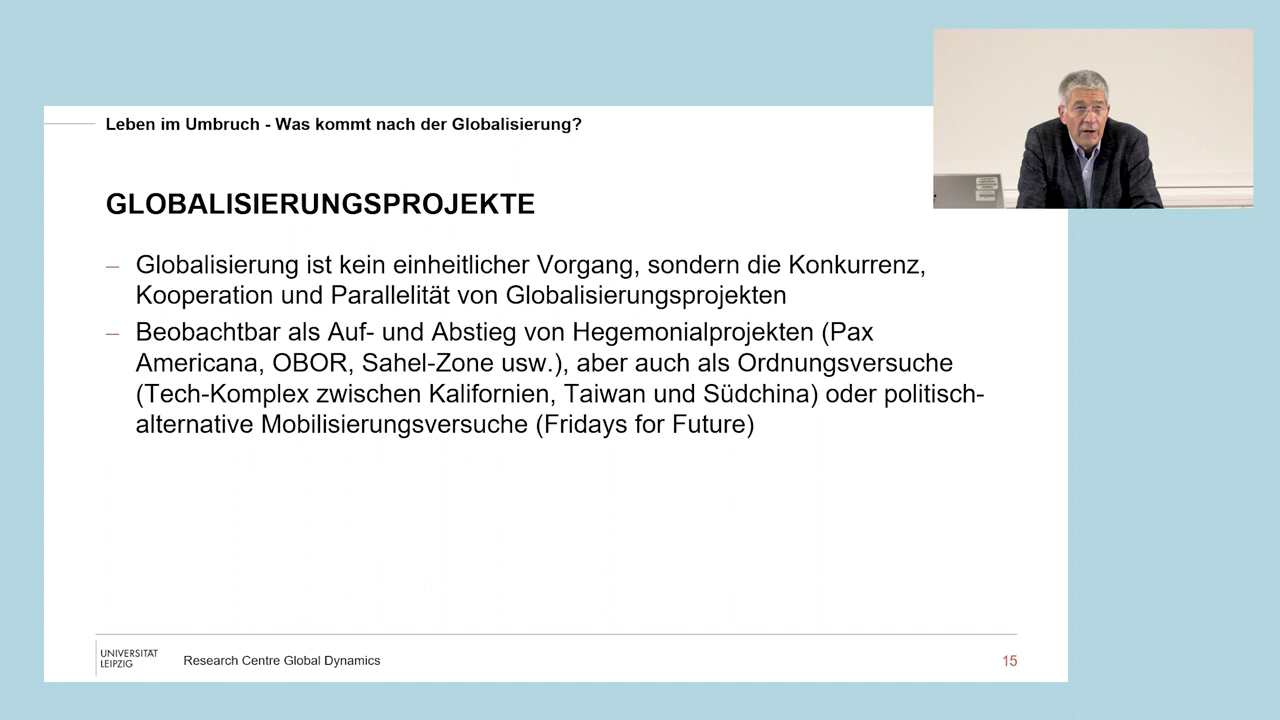 Leben im Umbruch - Was kommt nach der Globalisierung?
GLOBALISIERUNGSPROJEKTE
– Globalisierung ist kein einheitlicher Vorgang, sondern die Konkurrenz,
Kooperation und Parallelität von Globalisierungsprojekten
– Beobachtbar als Auf- und Abstieg von Hegemonialprojekten (Pax
Americana, OBOR, Sahel-Zone usw.), aber auch als Ordnungsversuche
(Tech-Komplex zwischen Kalifornien, Taiwan und Südchina) oder politisch-
alternative Mobilisierungsversuche (Fridays for Future)
UNIVERSITÄT
LEIPZIG
Research Centre Global Dynamics
15